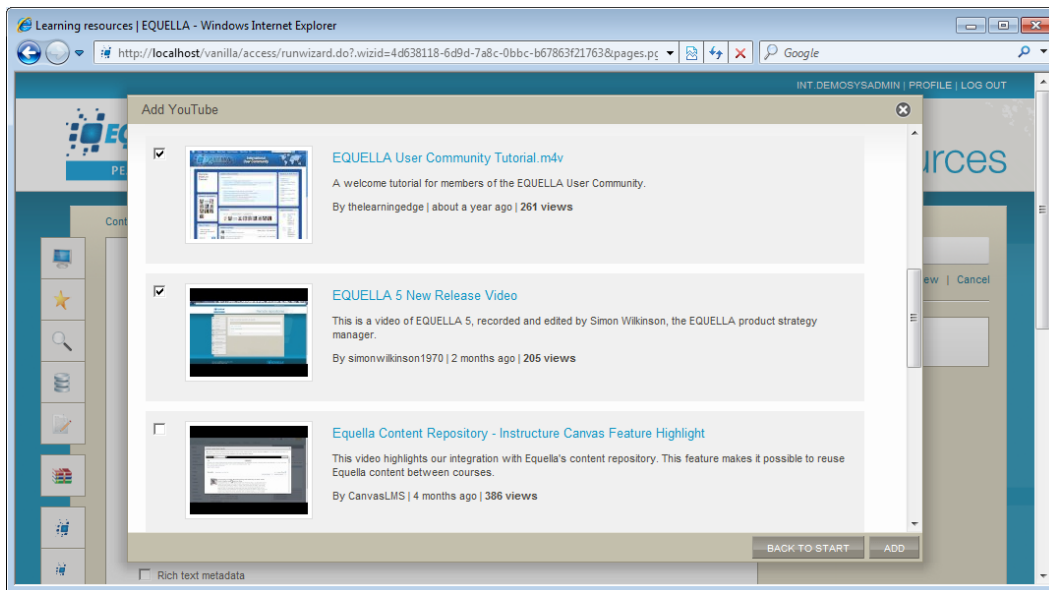 Learning resources | EQUELLA - Windows Internet Explorer
http://localhost/vanilla/access/runwizard.do?.wizid=4d638118-6d9d-7a8c-0bbc-b67863f21763&pages.pg
Google
INT.DEMOSYSADMIN | PROFILE | LOG OUT
Add YouTube
EQ
PE
urces
Cont
EQUELLA User Community Tutorial.m4v
A welcome tutorial for members of the EQUELLA User Community.
By thelearningedge | about a year ago | 261 views
ew | Cancel
EQUELLA 5 New Release Video
This is a video of EQUELLA 5, recorded and edited by Simon Wilkinson, the EQUELLA product strategy
manager.
By simonwilkinson1970 | 2 months ago | 205 views
Equella Content Repository - Instructure Canvas Feature Highlight
This video highlights our integration with Equella's content repository. This feature makes it possible to reuse
Equella content between courses.
By CanvasLMS | 4 months ago | 386 views
BACK TO START
ADD
Rich text metadata